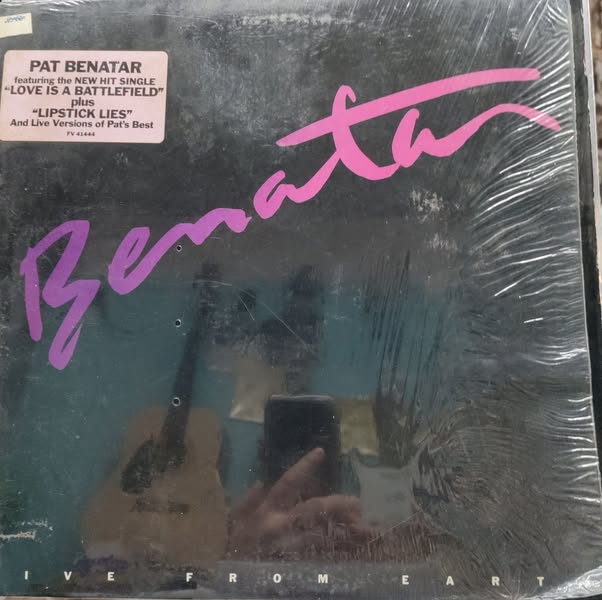 PAT BENATAR
featuring the NEW HIT SINGLE
"LOVE IS A BATTLEFIELD"
plus
"LIPSTICK LIES"
And Live Versions of Pat's Best
FV 41444
Benatar
IVE FROM EART